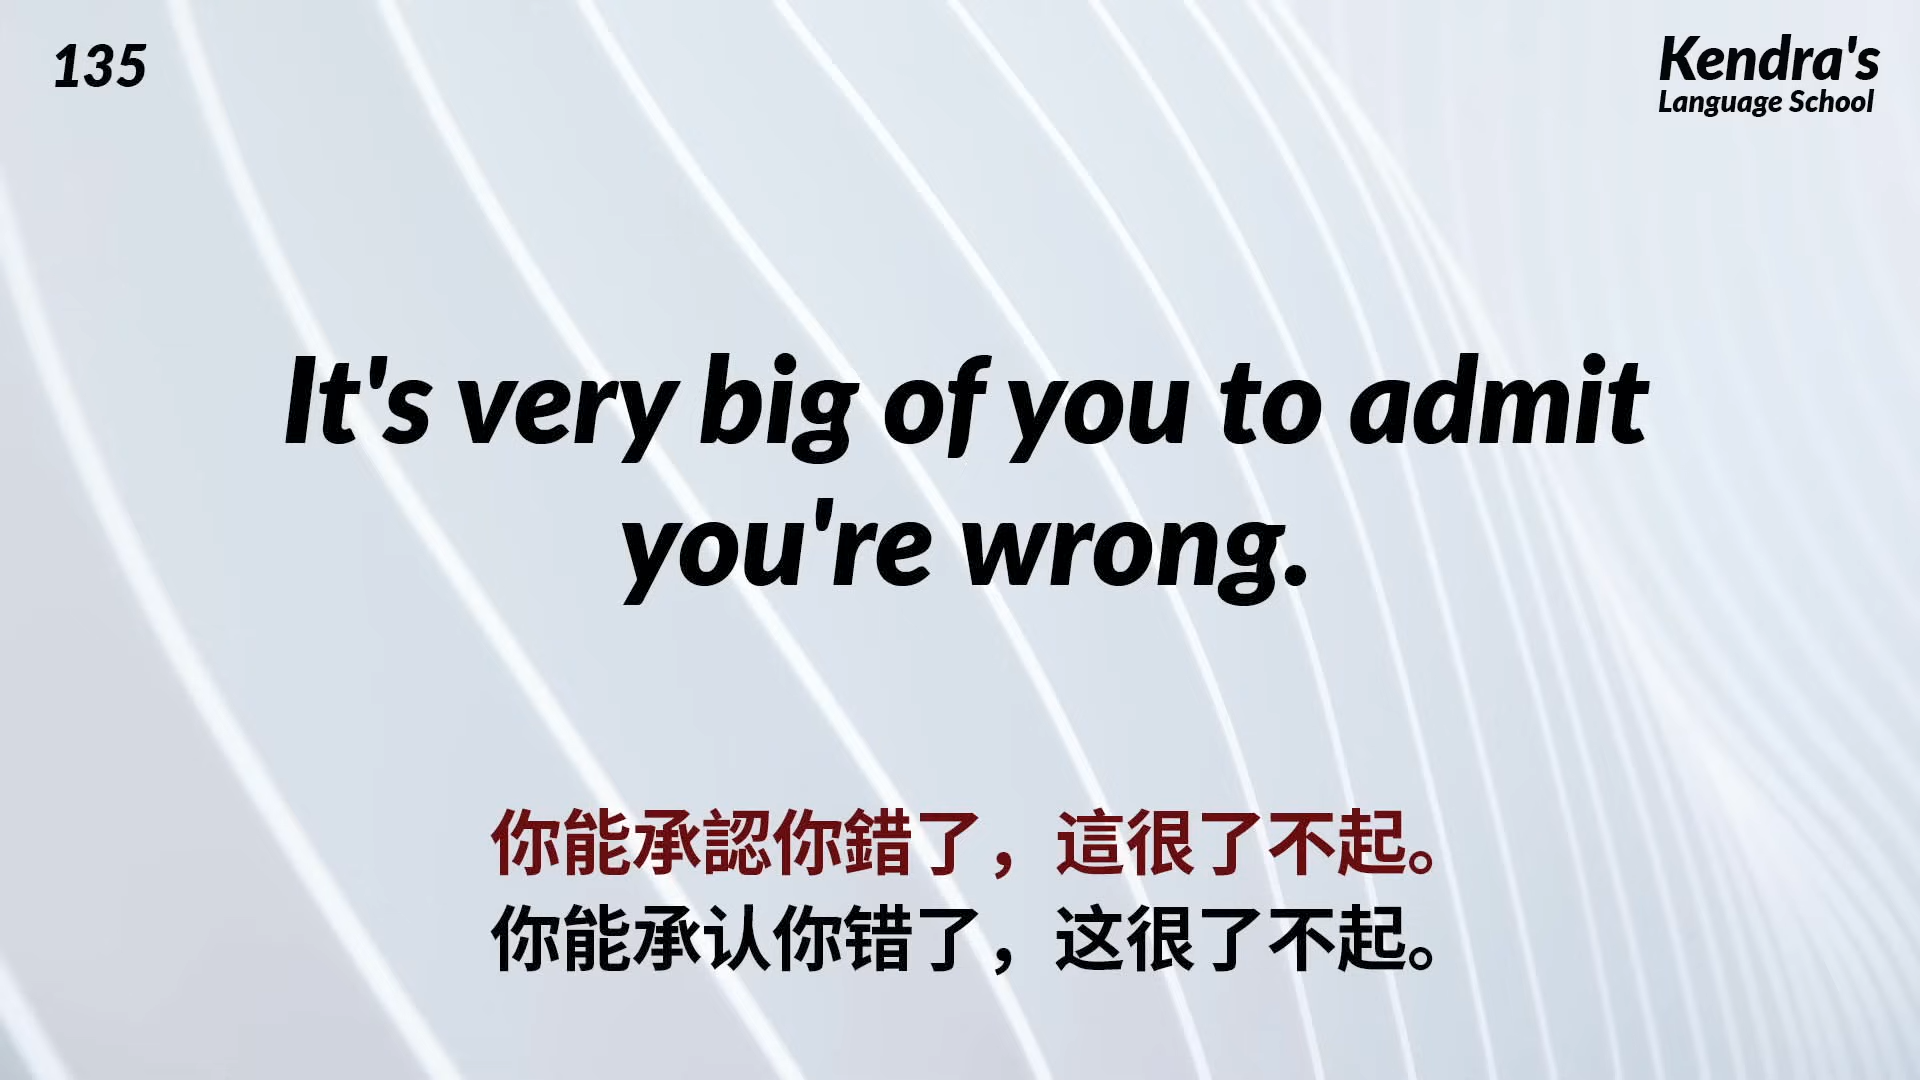 135
Kendra's
Language School
It's very big of you to admit
you're wrong.
你能承認你錯了，這很了不起。
你能承认你错了，这很了不起。